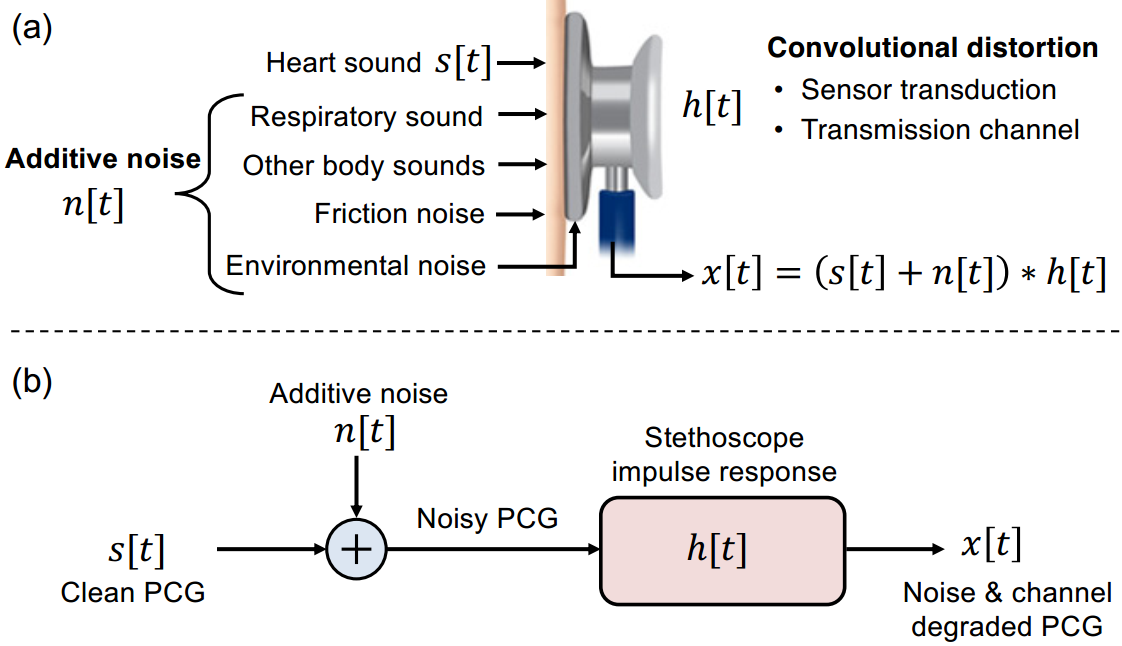 (a)
Heart sound s[t]
Respiratory sound
Other body sounds
Friction noise
Environmental noise
Additive noise
n[t]
h[t]
Convolutional distortion
• Sensor transduction
• Transmission channel
x[t] = (s[t] + n[t]) ∗ h[t]
(b)
Additive noise
n[t]
s[t]
Clean PCG
+
Noisy PCG
Stethoscope
impulse response
h[t]
x[t]
Noise & channel
degraded PCG